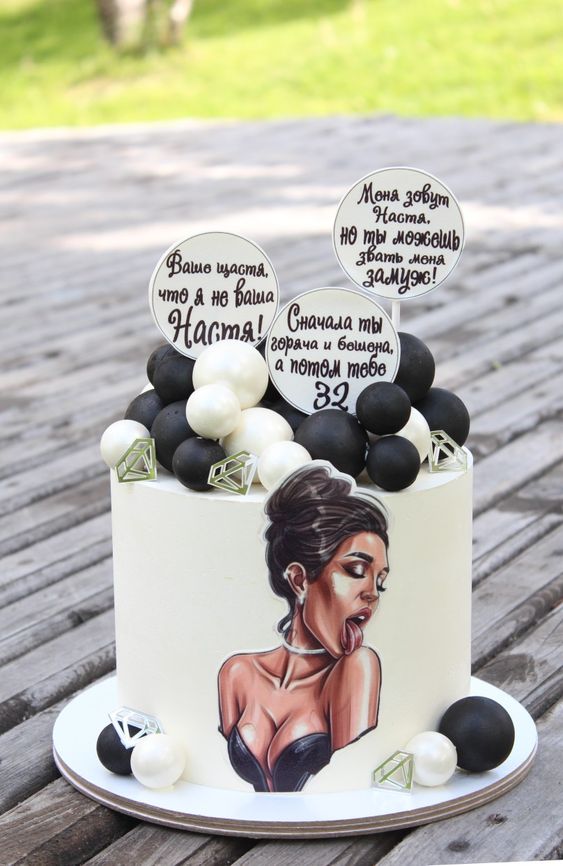 Меня зовут
Настя,
но ты можешь
звать меня
замуж!
Ваше щастя,
что я не ваша
Настя!
Сначала ты
горяча и бешена,
а потом тебе
32